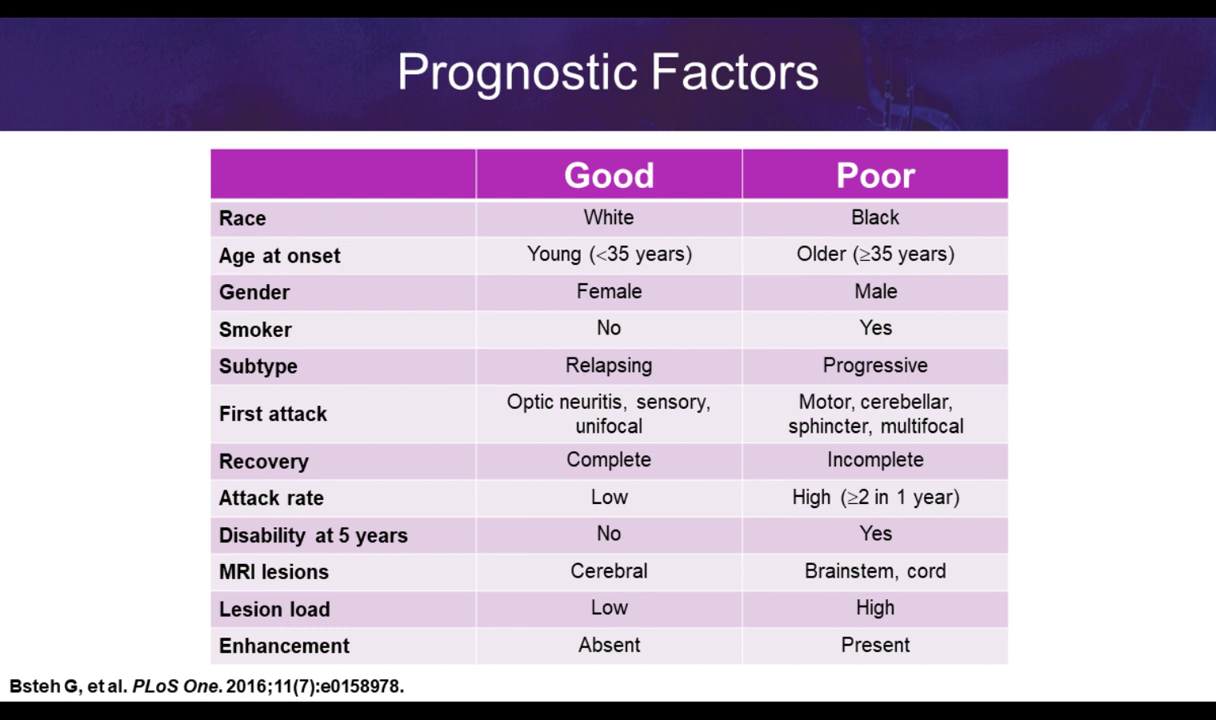 Prognostic Factors
Good Poor
Race White Black
Age at onset Young (<35 years) Older (≥35 years)
Gender Female Male
Smoker No Yes
Subtype Relapsing Progressive
First attack Optic neuritis, sensory, unifocal Motor, cerebellar, sphincter, multifocal
Recovery Complete Incomplete
Attack rate Low High (≥2 in 1 year)
Disability at 5 years No Yes
MRI lesions Cerebral Brainstem, cord
Lesion load Low High
Enhancement Absent Present
Bsteh G, et al. PLoS One. 2016;11(7):e0158978.